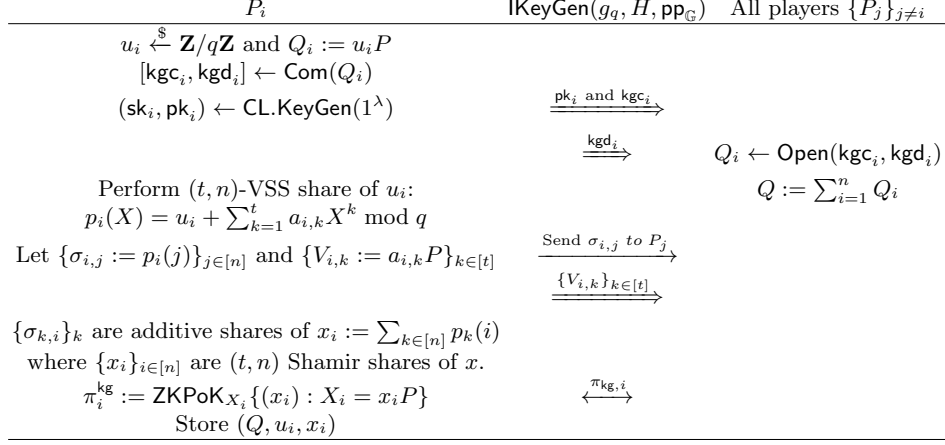 P_i IKeyGen(g_q, H, pp_𝔾) All players {P_j}_{j≠i}
u_i ←^$ Z/qZ and Q_i := u_i P
[kgc_i, kgd_i] ← Com(Q_i)
(sk_i, pk_i) ← CL.KeyGen(1^λ) pk_i and kgc_i ⟹
kgd_i ⟹ Q_i ← Open(kgc_i, kgd_i)
Perform (t, n)-VSS share of u_i: Q := ∑_{i=1}^n Q_i
p_i(X) = u_i + ∑_{k=1}^t a_{i,k} X^k mod q
Let {σ_{i,j} := p_i(j)}_{j∈[n]} and {V_{i,k} := a_{i,k} P}_{k∈[t]} Send σ_{i,j} to P_j ⟶
{V_{i,k}}_{k∈[t]} ⟹
{σ_{k,i}}_k are additive shares of x_i := ∑_{k∈[n]} p_k(i)
where {x_i}_{i∈[n]} are (t, n) Shamir shares of x.
π_i^{kg} := ZKPoK_{X_i}{(x_i) : X_i = x_i P} π_{kg,i} ⟷
Store (Q, u_i, x_i)